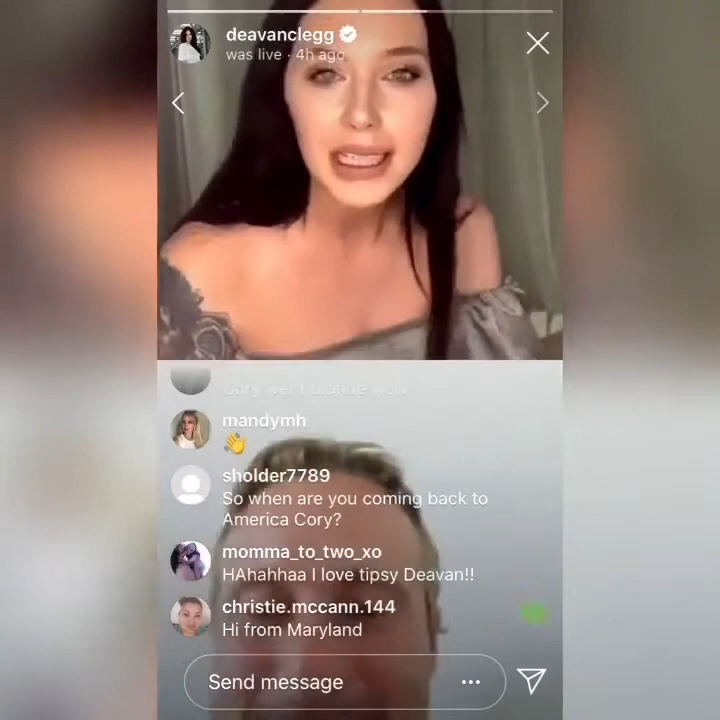 deavanclegg
was live · 4h ago
Cory
mandymh
👋
sholder7789
So when are you coming back to
America Cory?
momma_to_two_xo
HAhahhaa I love tipsy Deavan!!
christie.mccann.144
Hi from Maryland
Send message